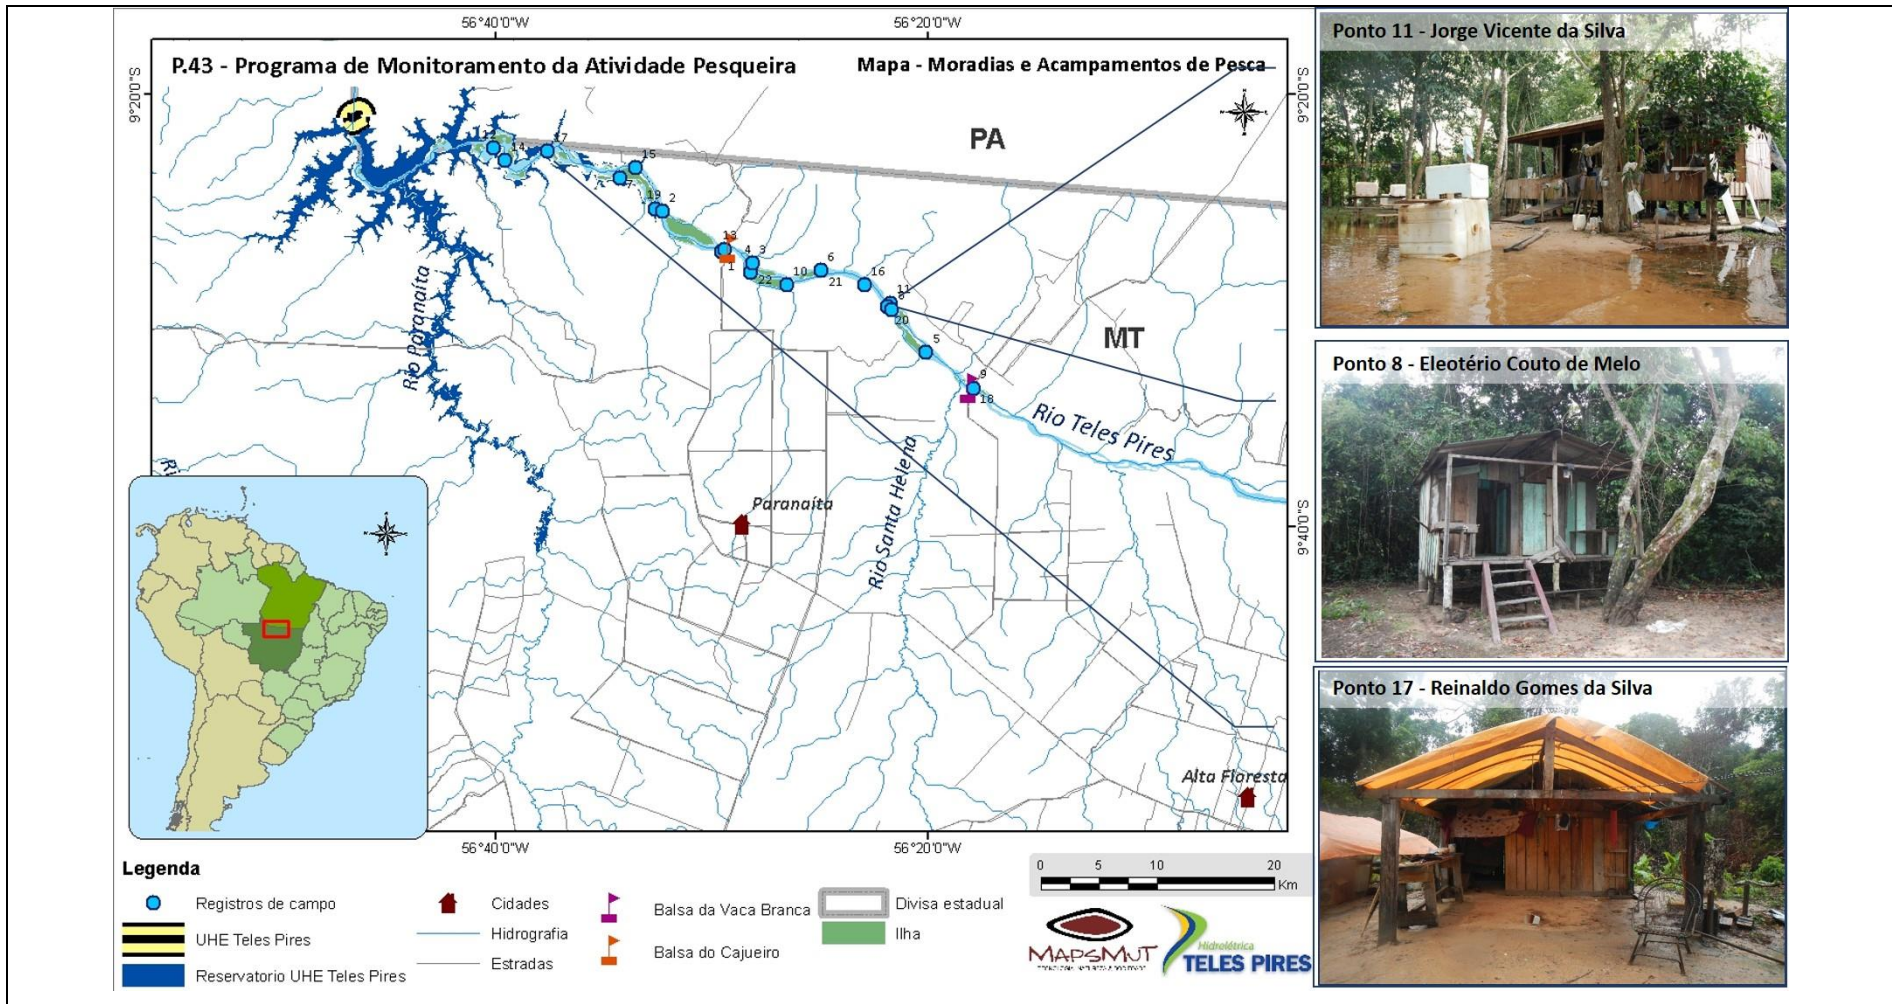 56°40'0"W
56°20'0"W
P.43 - Programa de Monitoramento da Atividade Pesqueira
Mapa - Moradias e Acampamentos de Pesca
9°20'0"S
9°20'0"S
PA
17
14
15
7
19
2
13
1
4
3
22
10
6
21
16
11
8
20
5
MT
9
18
Rio Paranaíta
Rio Teles Pires
Rio Santa Helena
Paranaíta
9°40'0"S
Alta Floresta
56°40'0"W
56°20'0"W
Legenda
Registros de campo
UHE Teles Pires
Reservatorio UHE Teles Pires
Cidades
Hidrografia
Estradas
Balsa da Vaca Branca
Balsa do Cajueiro
Divisa estadual
Ilha
0 5 10 20
Km
MAPSMUT
Hidrelétrica
TELES PIRES
Ponto 11 - Jorge Vicente da Silva
Ponto 8 - Eleotério Couto de Melo
Ponto 17 - Reinaldo Gomes da Silva